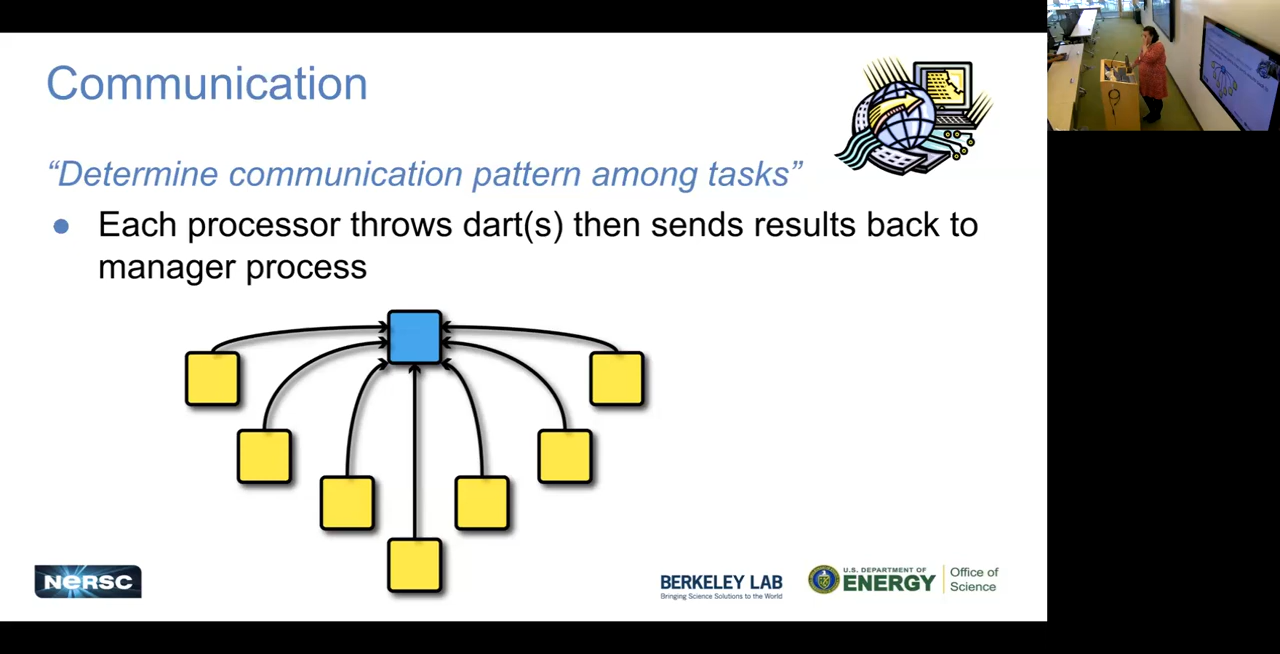 Communication
“Determine communication pattern among tasks”
● Each processor throws dart(s) then sends results back to
manager process
NERSC
BERKELEY LAB
Bringing Science Solutions to the World
U.S. DEPARTMENT OF
ENERGY
Office of
Science